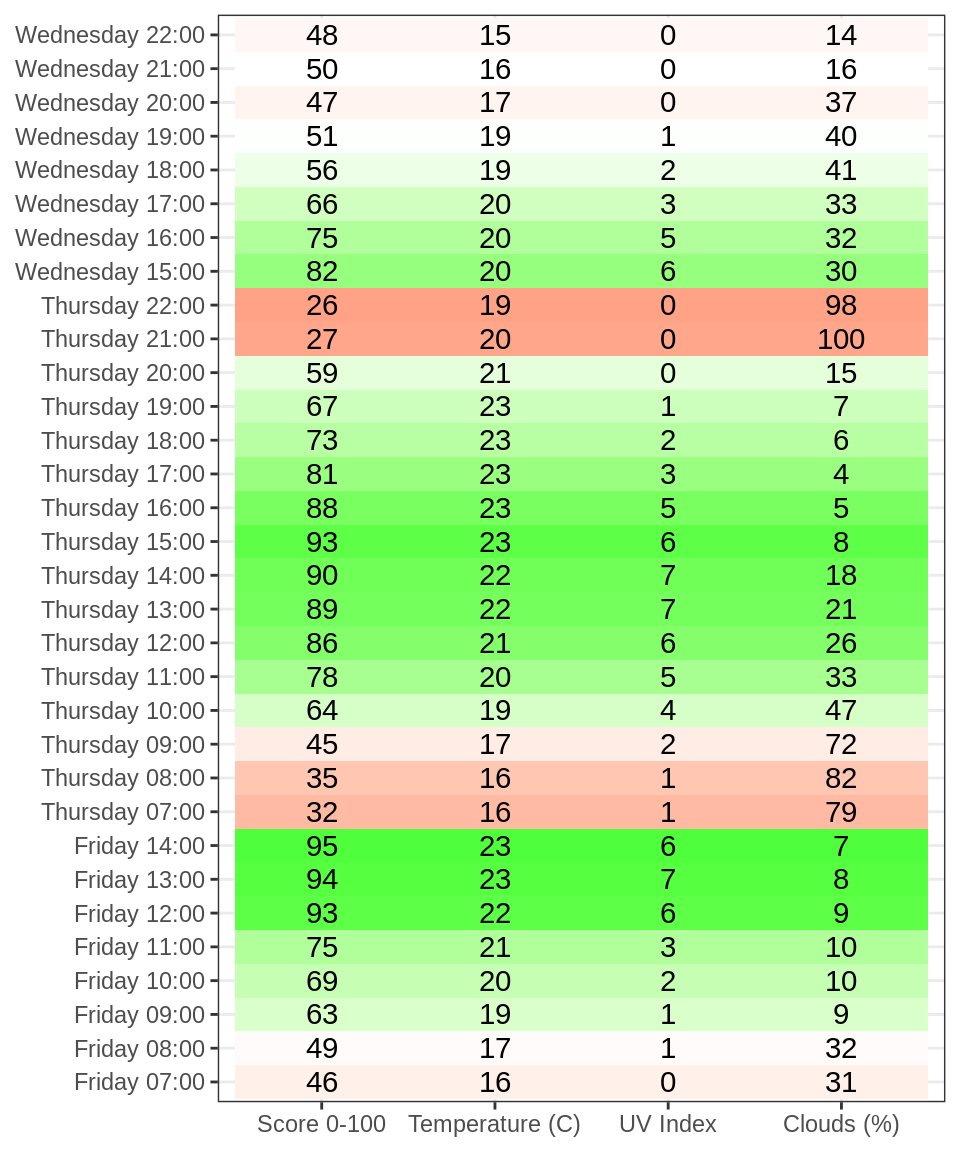 Wednesday 22:00 48 15 0 14
Wednesday 21:00 50 16 0 16
Wednesday 20:00 47 17 0 37
Wednesday 19:00 51 19 1 40
Wednesday 18:00 56 19 2 41
Wednesday 17:00 66 20 3 33
Wednesday 16:00 75 20 5 32
Wednesday 15:00 82 20 6 30
Thursday 22:00 26 19 0 98
Thursday 21:00 27 20 0 100
Thursday 20:00 59 21 0 15
Thursday 19:00 67 23 1 7
Thursday 18:00 73 23 2 6
Thursday 17:00 81 23 3 4
Thursday 16:00 88 23 5 5
Thursday 15:00 93 23 6 8
Thursday 14:00 90 22 7 18
Thursday 13:00 89 22 7 21
Thursday 12:00 86 21 6 26
Thursday 11:00 78 20 5 33
Thursday 10:00 64 19 4 47
Thursday 09:00 45 17 2 72
Thursday 08:00 35 16 1 82
Thursday 07:00 32 16 1 79
Friday 14:00 95 23 6 7
Friday 13:00 94 23 7 8
Friday 12:00 93 22 6 9
Friday 11:00 75 21 3 10
Friday 10:00 69 20 2 10
Friday 09:00 63 19 1 9
Friday 08:00 49 17 1 32
Friday 07:00 46 16 0 31
Score 0-100 Temperature (C) UV Index Clouds (%)